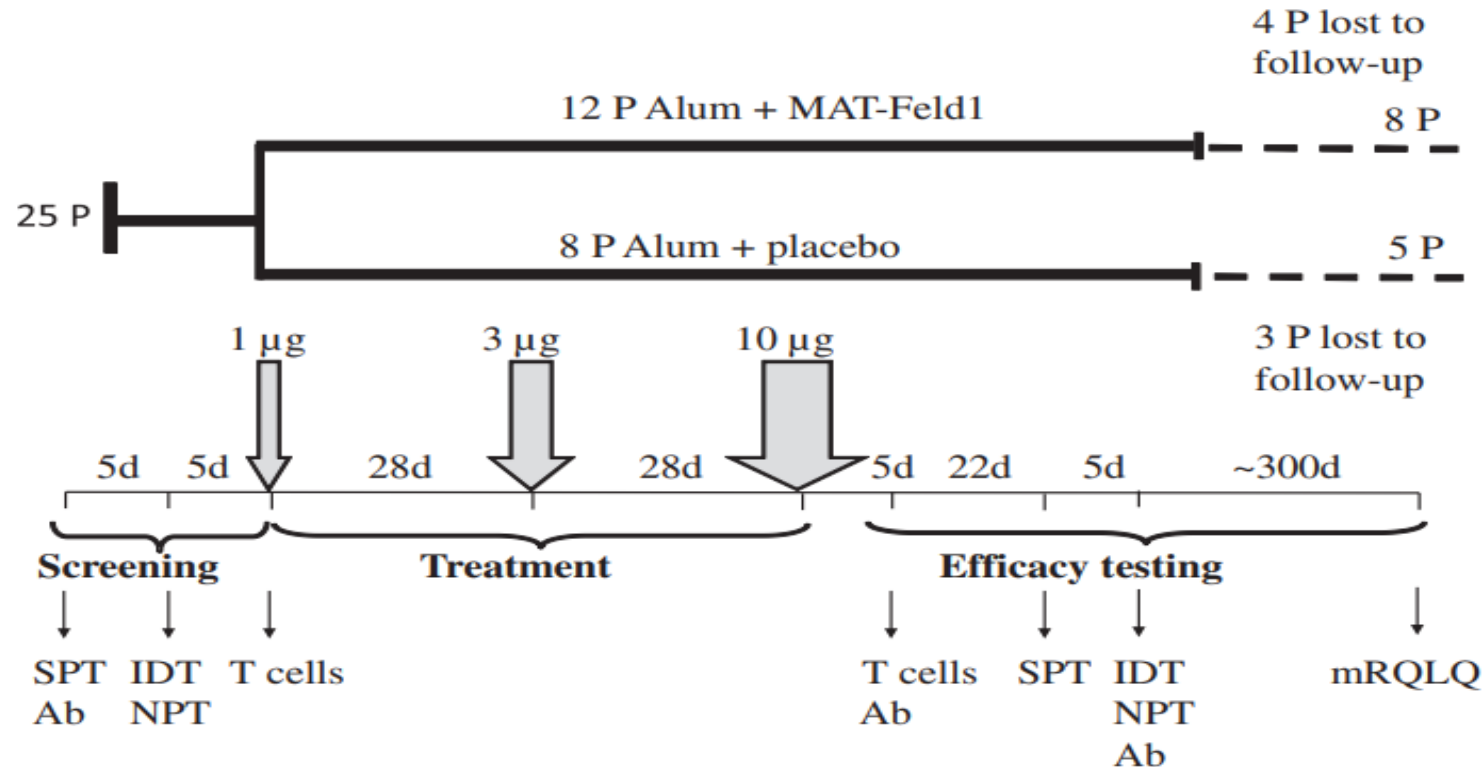 4 P lost to
follow-up
12 P Alum + MAT-Feld1
8 P
25 P
8 P Alum + placebo
5 P
1 µg
3 µg
10 µg
3 P lost to
follow-up
5d 5d 28d 28d 5d 22d 5d ~300d
Screening Treatment Efficacy testing
SPT IDT T cells T cells SPT IDT mRQLQ
Ab NPT Ab NPT
Ab